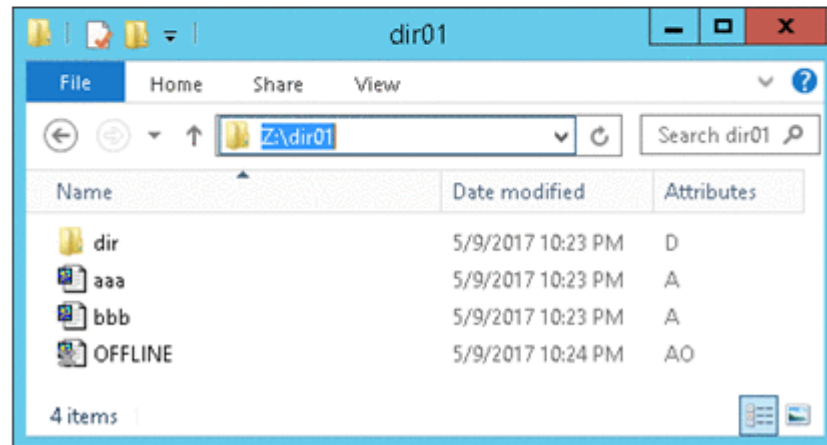 dir01
File Home Share View
Z:\dir01 Search dir01
Name Date modified Attributes
dir 5/9/2017 10:23 PM D
aaa 5/9/2017 10:23 PM A
bbb 5/9/2017 10:23 PM A
OFFLINE 5/9/2017 10:24 PM AO
4 items